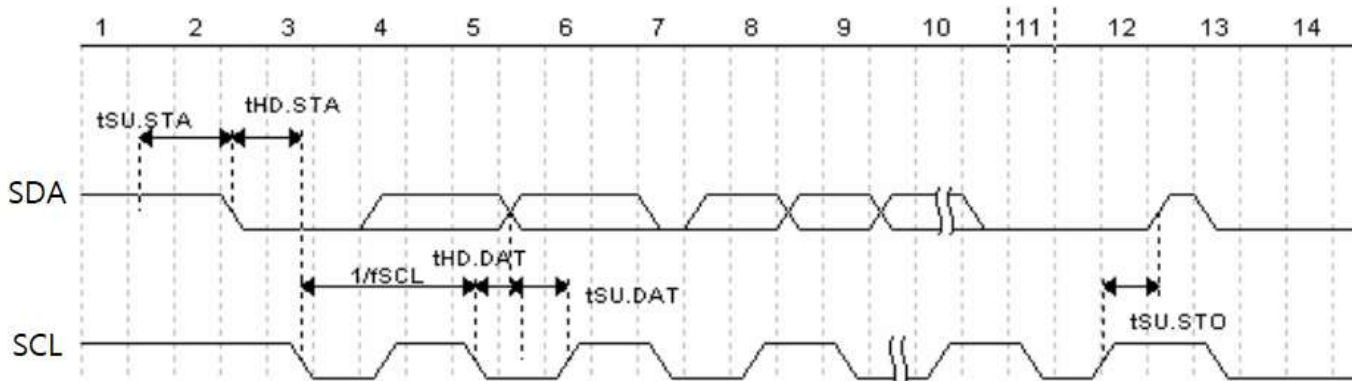 1 2 3 4 5 6 7 8 9 10 11 12 13 14
tHD.STA
tSU.STA
SDA
tHD.DAT
1/fSCL
tSU.DAT
tSU.STO
SCL